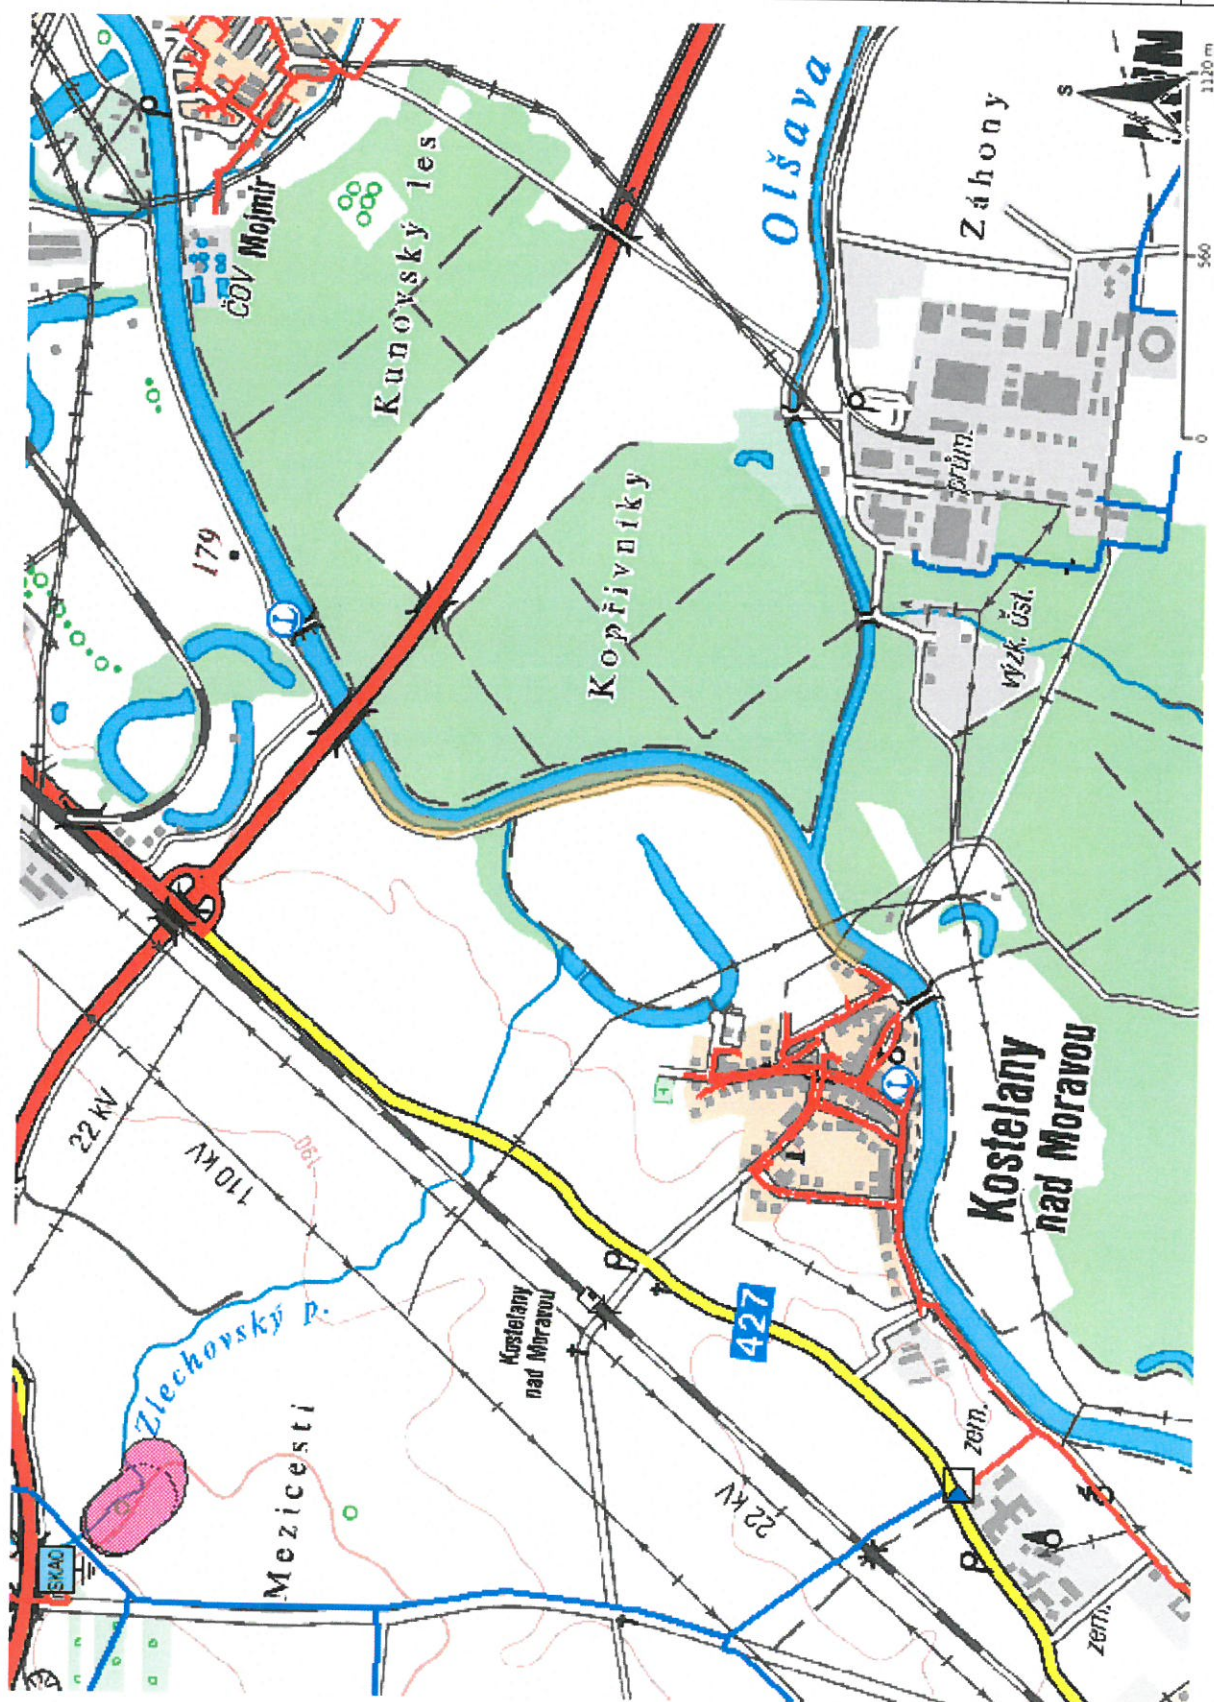 Olšava
S
Záhony
1120 m
560
0
ČOV Mojmír
Kunovský les
179
Kopřivníky
prům.
výzk. úst.
22 kV
110 kV
190
Zlechovský p.
Kostelany
nad Moravou
427
Kostelany
nad Moravou
Mezicestí
22 kV
zem.
zem.